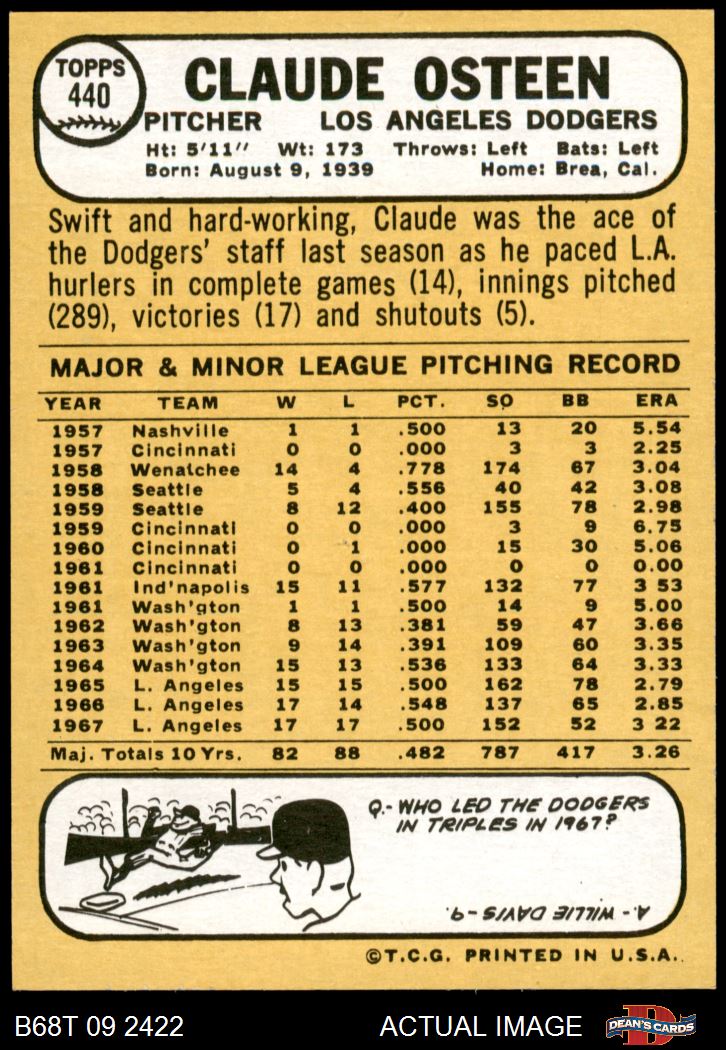 TOPPS
440
CLAUDE OSTEEN
PITCHER LOS ANGELES DODGERS
Ht: 5'11" Wt: 173 Throws: Left Bats: Left
Born: August 9, 1939 Home: Brea, Cal.
Swift and hard-working, Claude was the ace of
the Dodgers' staff last season as he paced L.A.
hurlers in complete games (14), innings pitched
(289), victories (17) and shutouts (5).
MAJOR & MINOR LEAGUE PITCHING RECORD
YEAR TEAM W L PCT. SO BB ERA
1957 Nashville 1 1 .500 13 20 5.54
1957 Cincinnati 0 0 .000 3 3 2.25
1958 Wenatchee 14 4 .778 174 67 3.04
1958 Seattle 5 4 .556 40 42 3.08
1959 Seattle 8 12 .400 155 78 2.98
1959 Cincinnati 0 0 .000 3 9 6.75
1960 Cincinnati 0 1 .000 15 30 5.06
1961 Cincinnati 0 0 .000 0 0 0.00
1961 Ind'napolis 15 11 .577 132 77 3 53
1961 Wash'gton 1 1 .500 14 9 5.00
1962 Wash'gton 8 13 .381 59 47 3.66
1963 Wash'gton 9 14 .391 109 60 3.35
1964 Wash'gton 15 13 .536 133 64 3.33
1965 L. Angeles 15 15 .500 162 78 2.79
1966 L. Angeles 17 14 .548 137 65 2.85
1967 L. Angeles 17 17 .500 152 52 3 22
Maj. Totals 10 Yrs. 82 88 .482 787 417 3.26
Q.- WHO LED THE DODGERS
IN TRIPLES IN 1967?
A.- WILLIE DAVIS - 9.
©T.C.G. PRINTED IN U.S.A.
B68T 09 2422 ACTUAL IMAGE DEAN'S CARDS